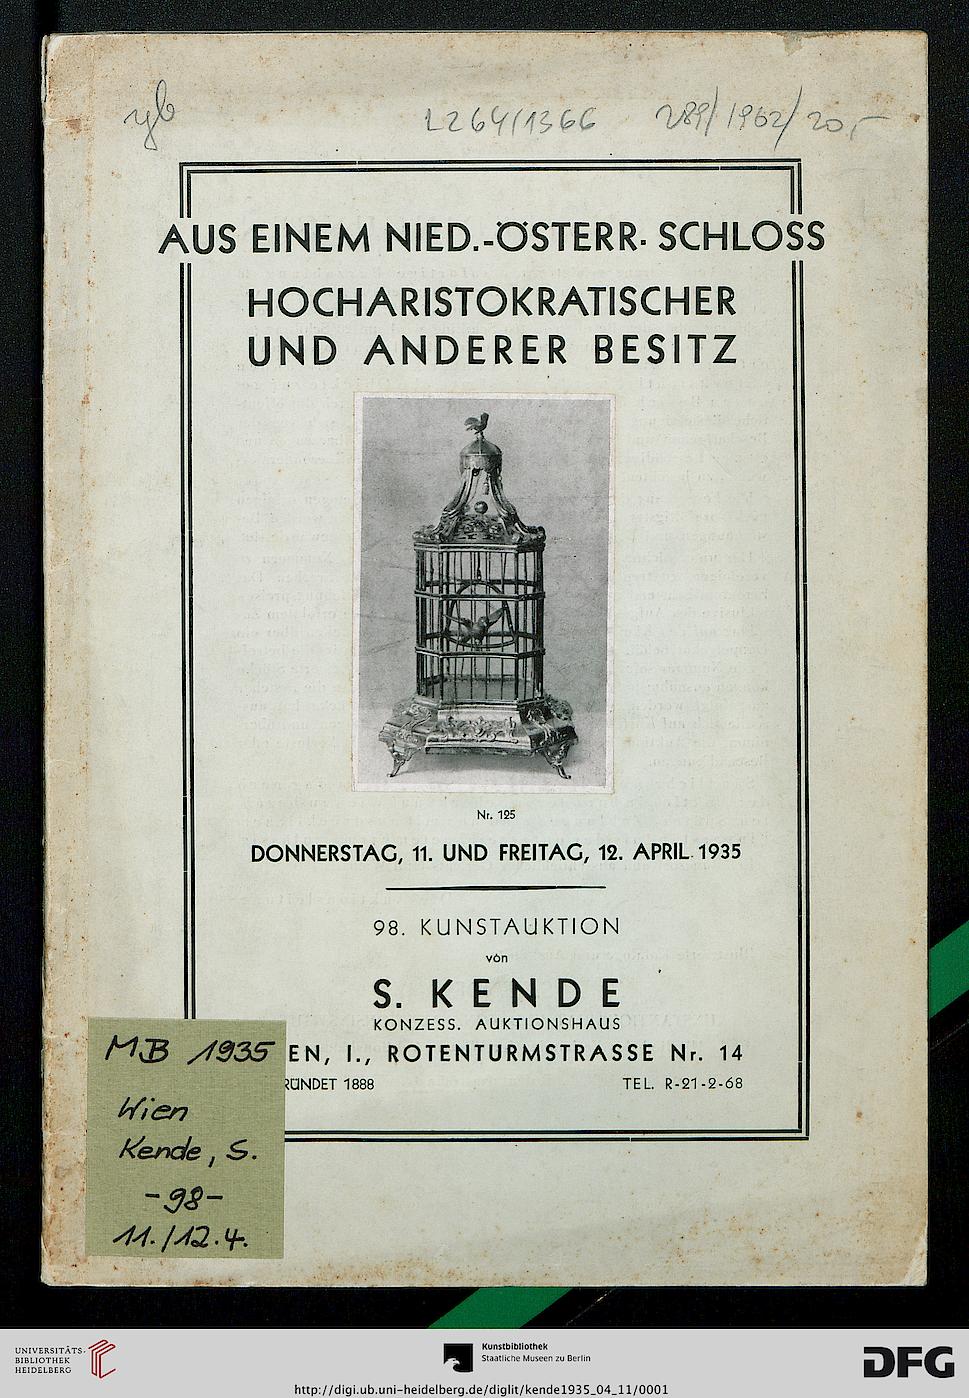 yb L264/1366 289/1962/ 20,-
AUS EINEM NIED.-ÖSTERR. SCHLOSS
HOCHARISTOKRATISCHER
UND ANDERER BESITZ
Nr. 125
DONNERSTAG, 11. UND FREITAG, 12. APRIL 1935
98. KUNSTAUKTION
von
S. KENDE
KONZESS. AUKTIONSHAUS
EN, I., ROTENTURMSTRASSE Nr. 14
RÜNDET 1888 TEL. R-21-2-68
MB 1935
Wien
Kende, S.
-98-
11./12.4.
UNIVERSITÄTS-
BIBLIOTHEK
HEIDELBERG
Kunstbibliothek
Staatliche Museen zu Berlin
DFG
http://digi.ub.uni-heidelberg.de/diglit/kende1935_04_11/0001